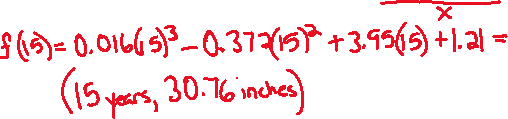 x
f(15)= 0.016(15)³ - 0.372(15)² + 3.95(15) + 1.21 =
(15 years, 30.76 inches)